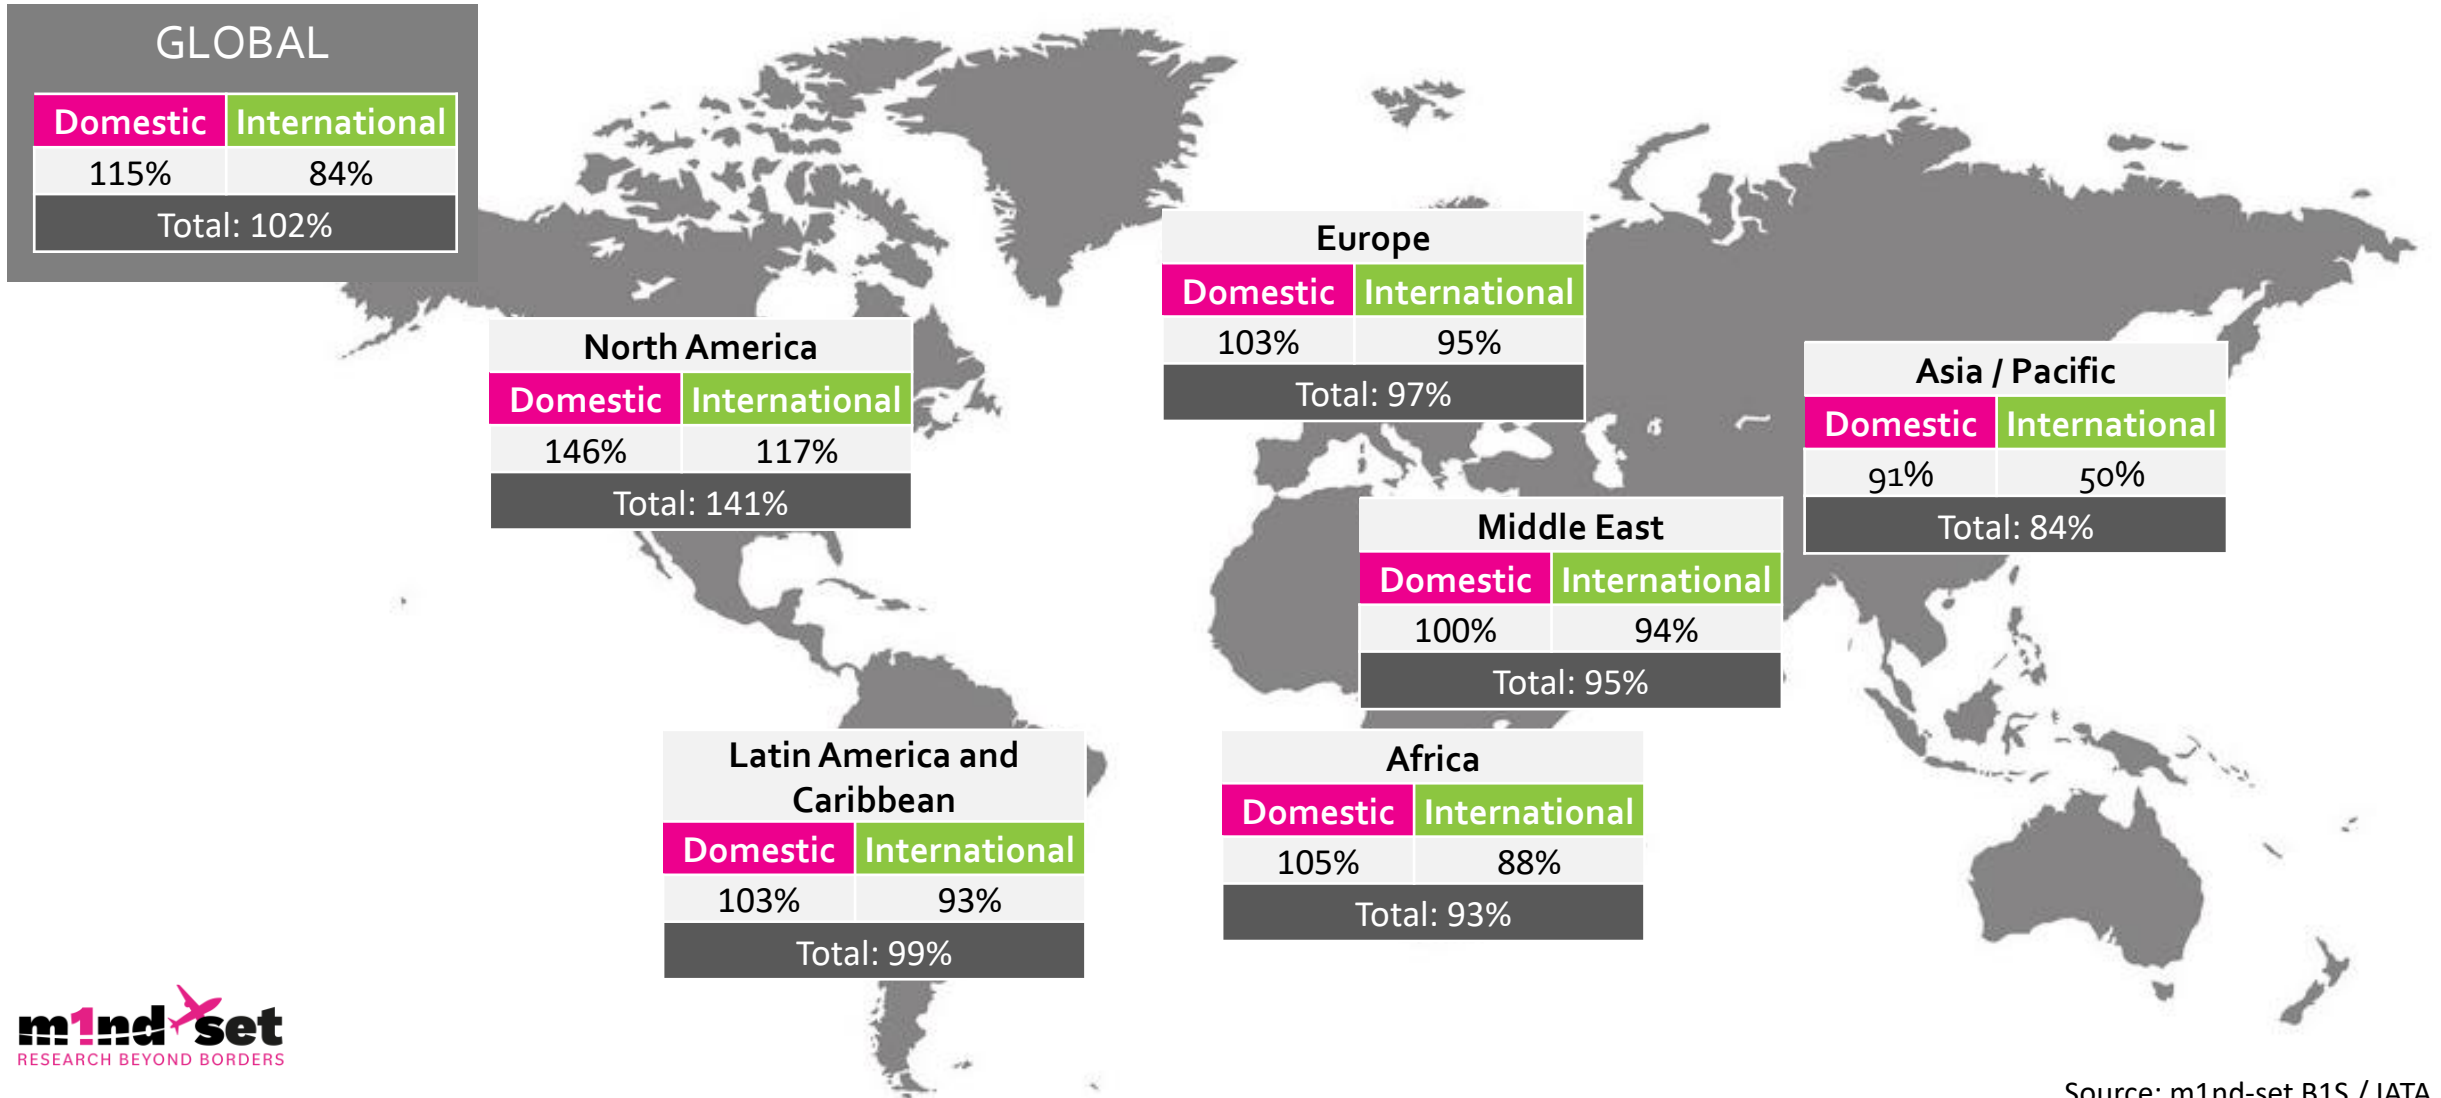 GLOBAL
Domestic International
115% 84%
Total: 102%
Europe
Domestic International
103% 95%
Total: 97%
North America
Domestic International
146% 117%
Total: 141%
Asia / Pacific
Domestic International
91% 50%
Total: 84%
Middle East
Domestic International
100% 94%
Total: 95%
Latin America and
Caribbean
Domestic International
103% 93%
Total: 99%
Africa
Domestic International
105% 88%
Total: 93%
m1nd set
RESEARCH BEYOND BORDERS
Source: m1nd-set B1S / IATA